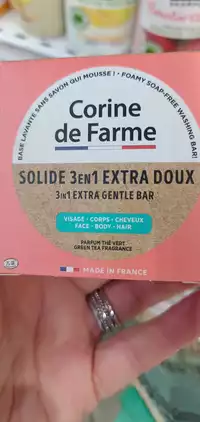 BASE LAVANTE SANS SAVON QUI MOUSSE ! • FOAMY SOAP-FREE WASHING BAR!
Corine
de Farme
SOLIDE 3EN1 EXTRA DOUX
3IN1 EXTRA GENTLE BAR
VISAGE • CORPS • CHEVEUX
FACE • BODY • HAIR
PARFUM THÉ VERT
GREEN TEA FRAGRANCE
MADE IN FRANCE